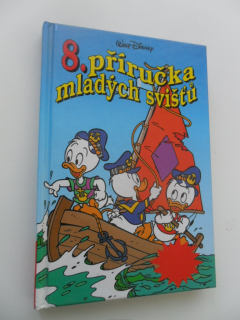 Walt Disney
8. příručka
mladých svišťů